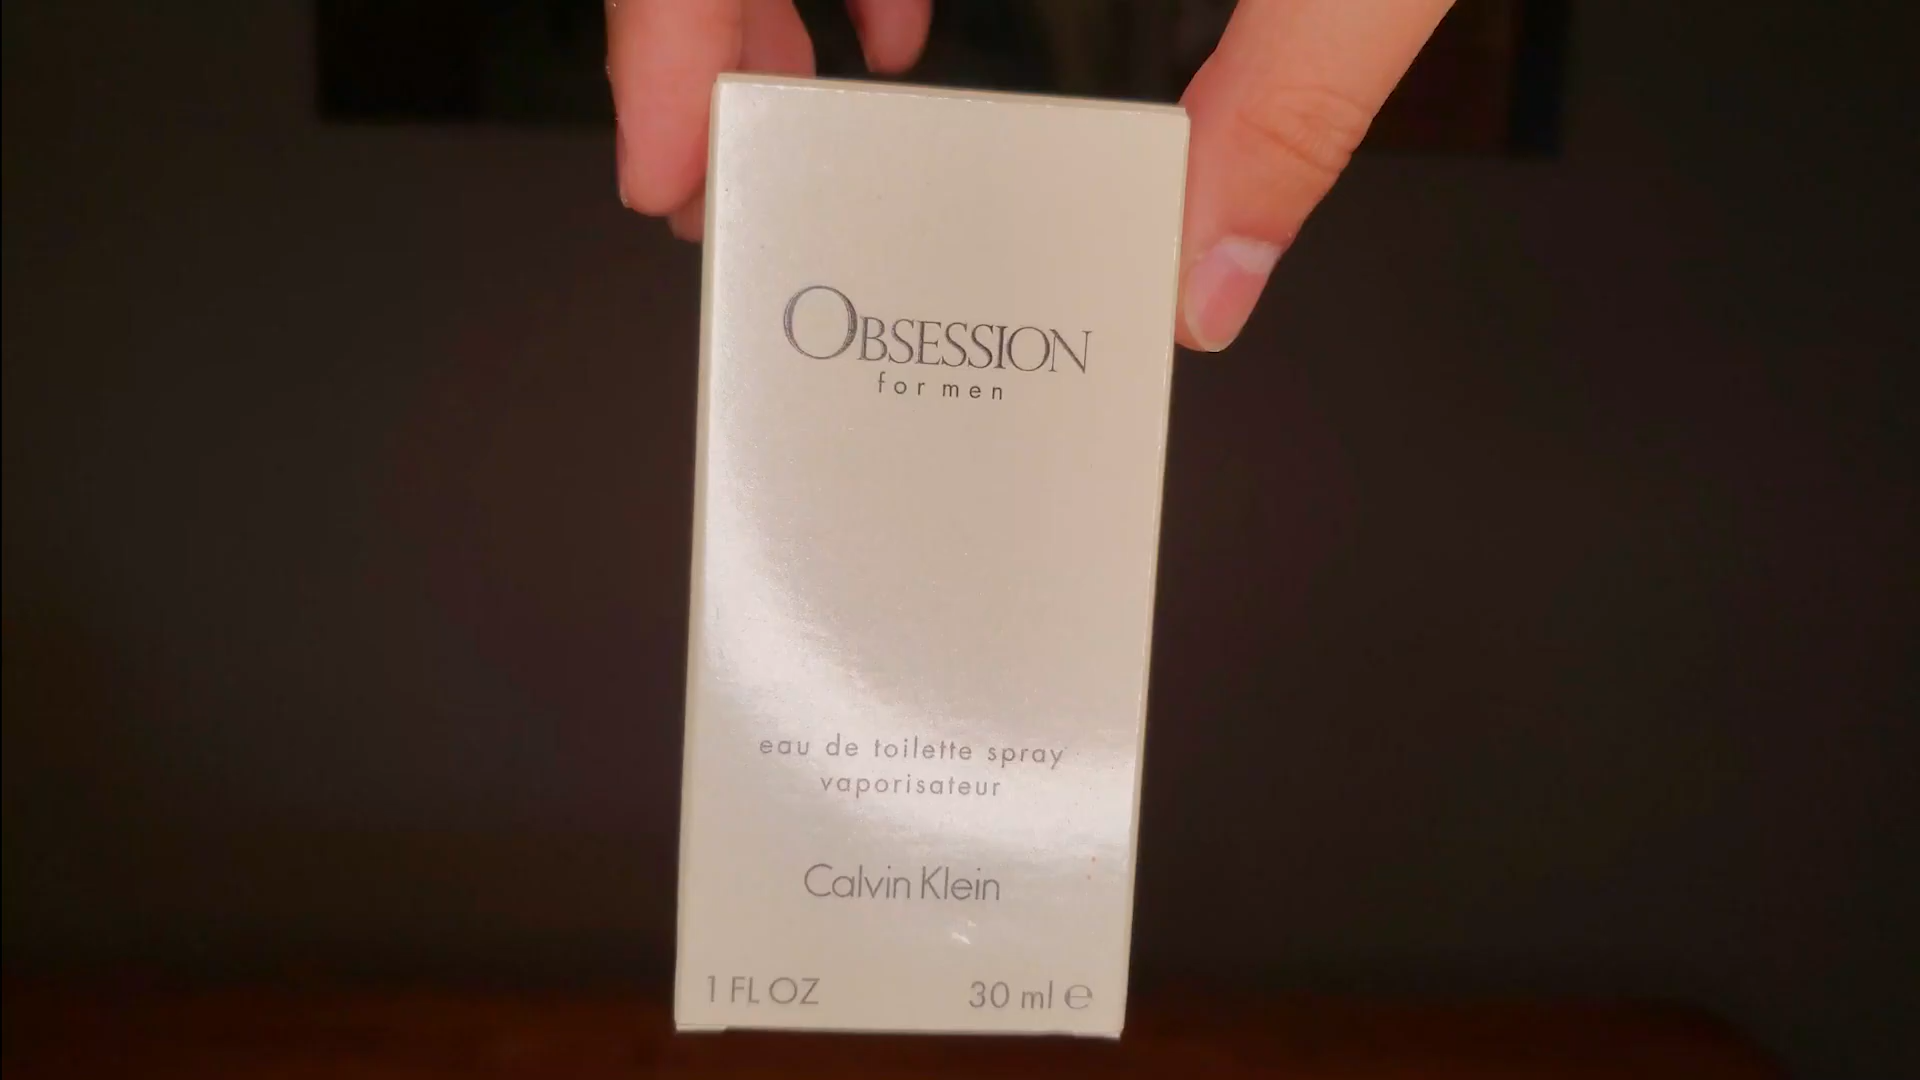 OBSESSION
for men
eau de toilette spray
vaporisateur
Calvin Klein
1 FL OZ 30 ml ℮